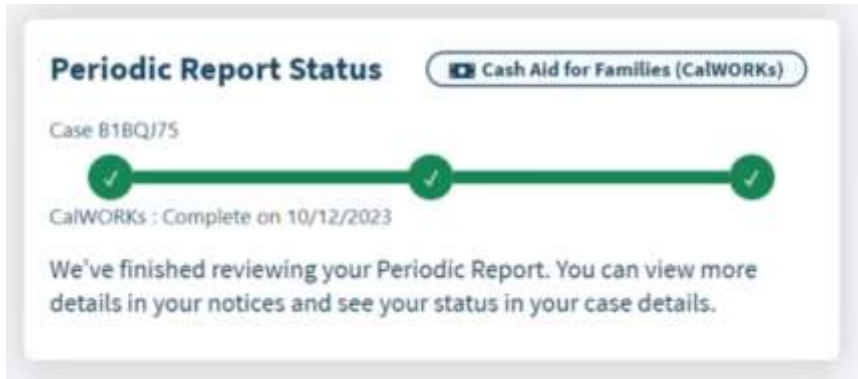 Periodic Report Status
Cash Aid for Families (CalWORKs)
Case B1BQJ75
CalWORKs : Complete on 10/12/2023
We've finished reviewing your Periodic Report. You can view more
details in your notices and see your status in your case details.